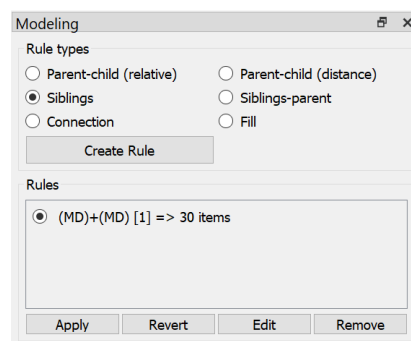 Modeling
Rule types
Parent-child (relative) Parent-child (distance)
Siblings Siblings-parent
Connection Fill
Create Rule
Rules
(MD)+(MD) [1] => 30 items
Apply Revert Edit Remove